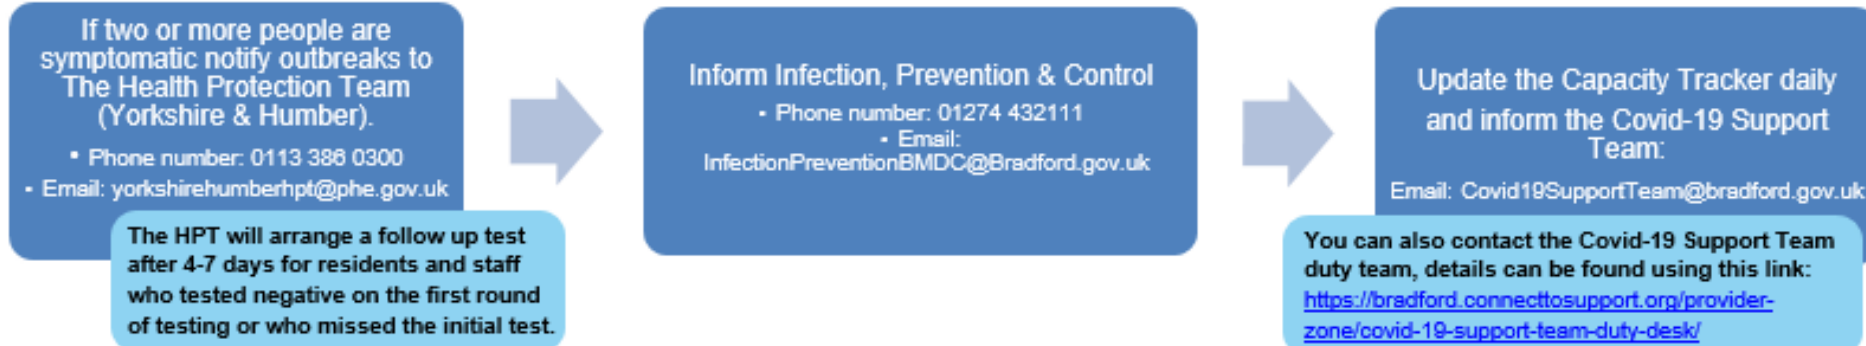 If two or more people are
symptomatic notify outbreaks to
The Health Protection Team
(Yorkshire & Humber).
• Phone number: 0113 386 0300
• Email: yorkshirehumberhpt@phe.gov.uk
The HPT will arrange a follow up test
after 4-7 days for residents and staff
who tested negative on the first round
of testing or who missed the initial test.
Inform Infection, Prevention & Control
• Phone number: 01274 432111
• Email:
InfectionPreventionBMDC@Bradford.gov.uk
Update the Capacity Tracker daily
and inform the Covid-19 Support
Team:
Email: Covid19SupportTeam@bradford.gov.uk
You can also contact the Covid-19 Support Team
duty team, details can be found using this link:
https://bradford.connecttosupport.org/provider-
zone/covid-19-support-team-duty-desk/